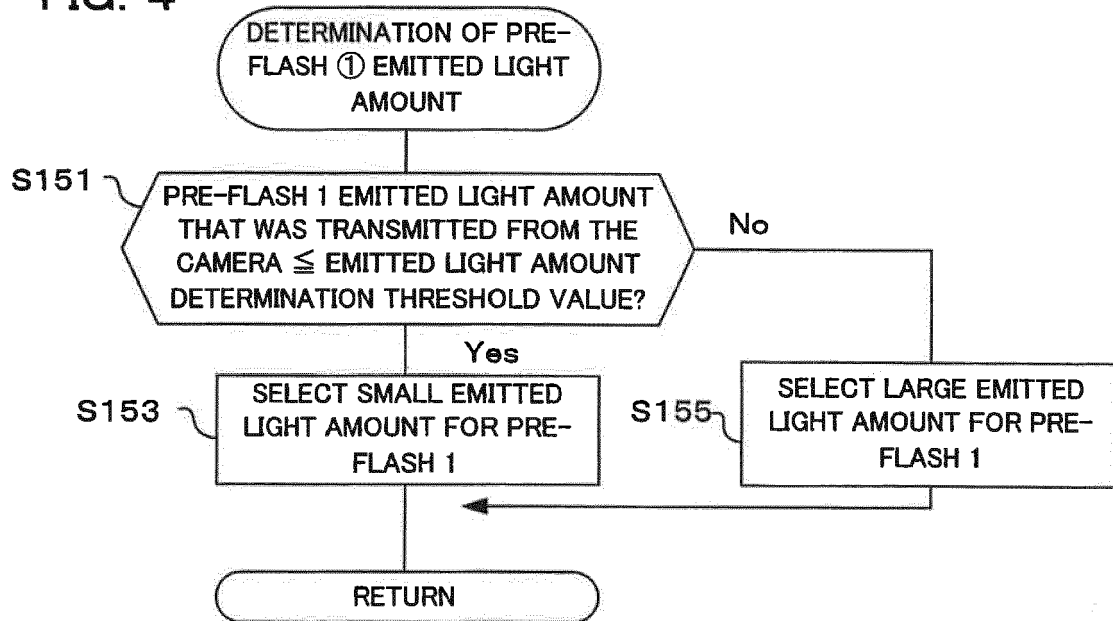 FIG. 4
DETERMINATION OF PRE-
FLASH ① EMITTED LIGHT
AMOUNT
S151
PRE-FLASH 1 EMITTED LIGHT AMOUNT
THAT WAS TRANSMITTED FROM THE
CAMERA ≦ EMITTED LIGHT AMOUNT
DETERMINATION THRESHOLD VALUE?
No
Yes
S153
SELECT SMALL EMITTED
LIGHT AMOUNT FOR PRE-
FLASH 1
S155
SELECT LARGE EMITTED
LIGHT AMOUNT FOR PRE-
FLASH 1
RETURN